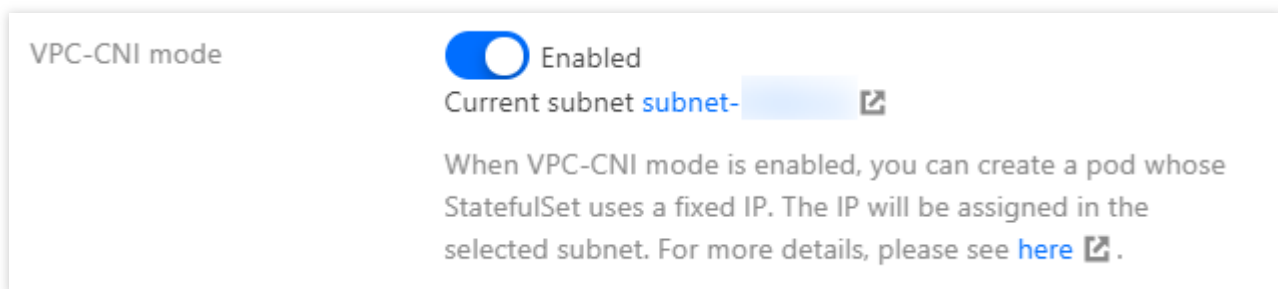 VPC-CNI mode
Enabled
Current subnet subnet-
When VPC-CNI mode is enabled, you can create a pod whose
StatefulSet uses a fixed IP. The IP will be assigned in the
selected subnet. For more details, please see here .